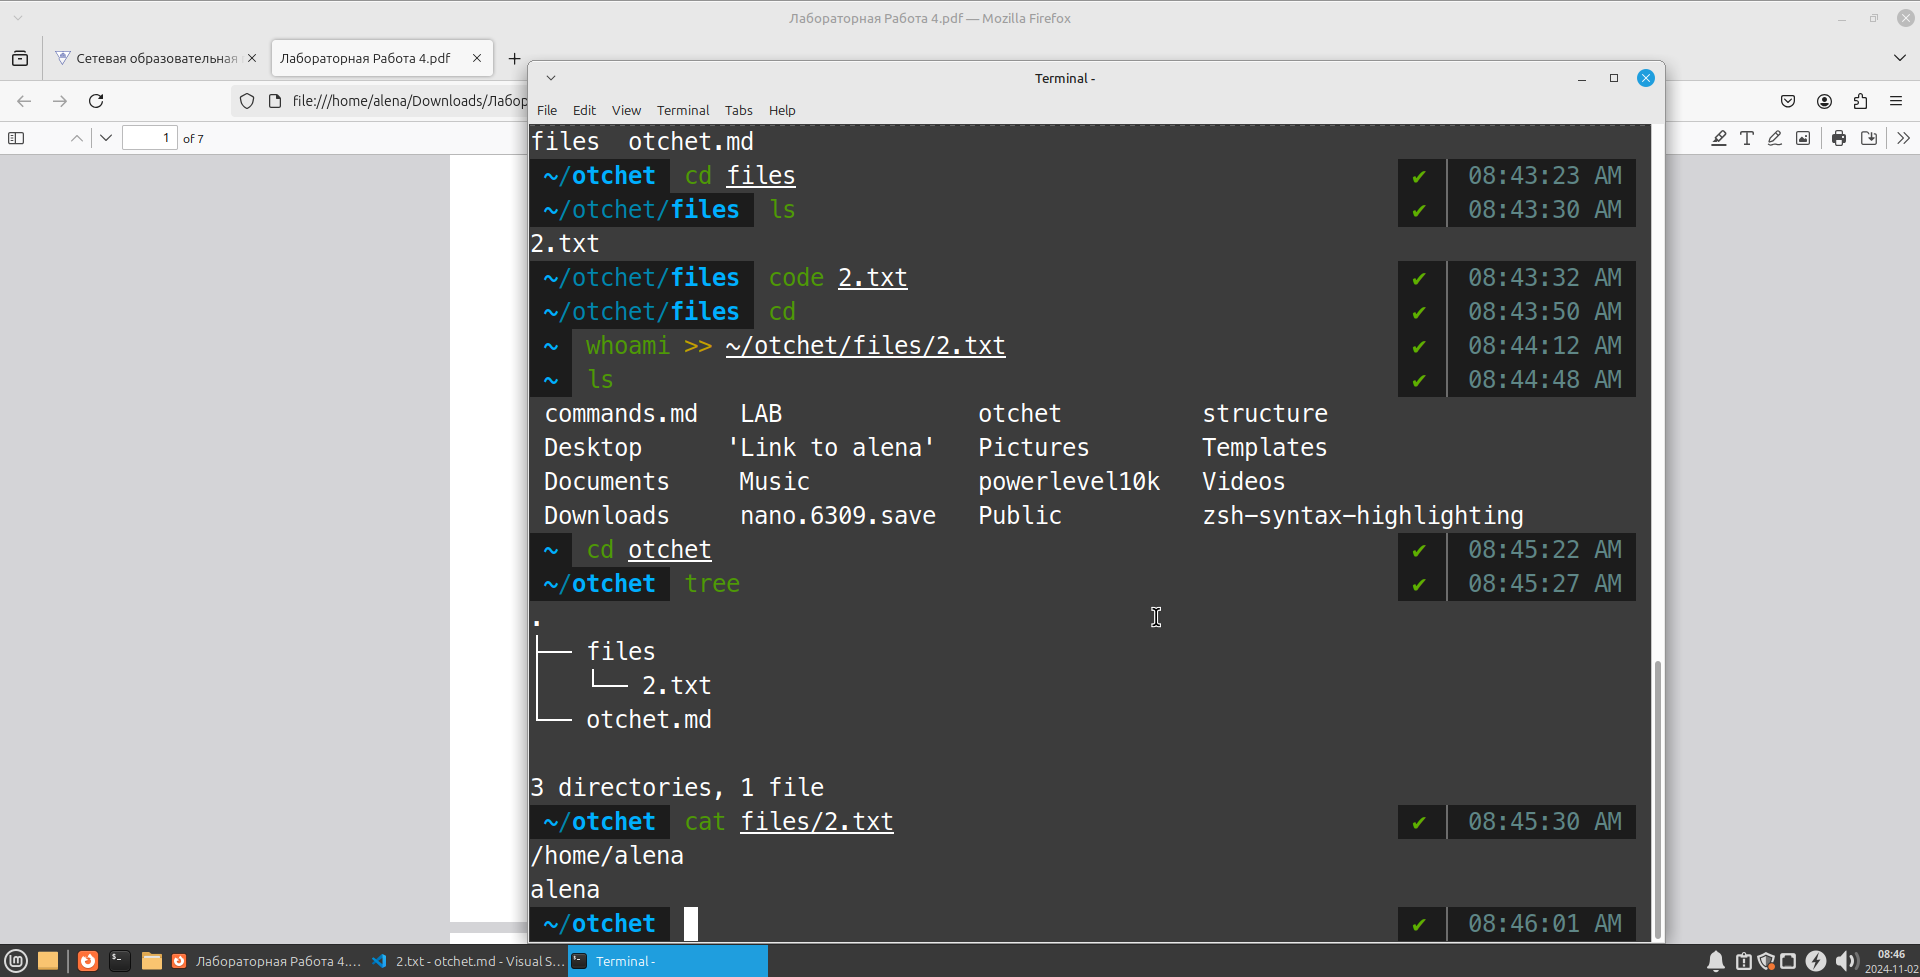 Лабораторная Работа 4.pdf — Mozilla Firefox
Сетевая образовательная
Лабораторная Работа 4.pdf
file:///home/alena/Downloads/Лабор
1 of 7
Terminal -
File Edit View Terminal Tabs Help
files otchet.md
~/otchet cd files ✔ 08:43:23 AM
~/otchet/files ls ✔ 08:43:30 AM
2.txt
~/otchet/files code 2.txt ✔ 08:43:32 AM
~/otchet/files cd ✔ 08:43:50 AM
~ whoami >> ~/otchet/files/2.txt ✔ 08:44:12 AM
~ ls ✔ 08:44:48 AM
commands.md LAB otchet structure
Desktop 'Link to alena' Pictures Templates
Documents Music powerlevel10k Videos
Downloads nano.6309.save Public zsh-syntax-highlighting
~ cd otchet ✔ 08:45:22 AM
~/otchet tree ✔ 08:45:27 AM
.
├── files
│   └── 2.txt
└── otchet.md
3 directories, 1 file
~/otchet cat files/2.txt ✔ 08:45:30 AM
/home/alena
alena
~/otchet ✔ 08:46:01 AM
Лабораторная Работа 4....
2.txt - otchet.md - Visual S...
Terminal -
08:46
2024-11-02